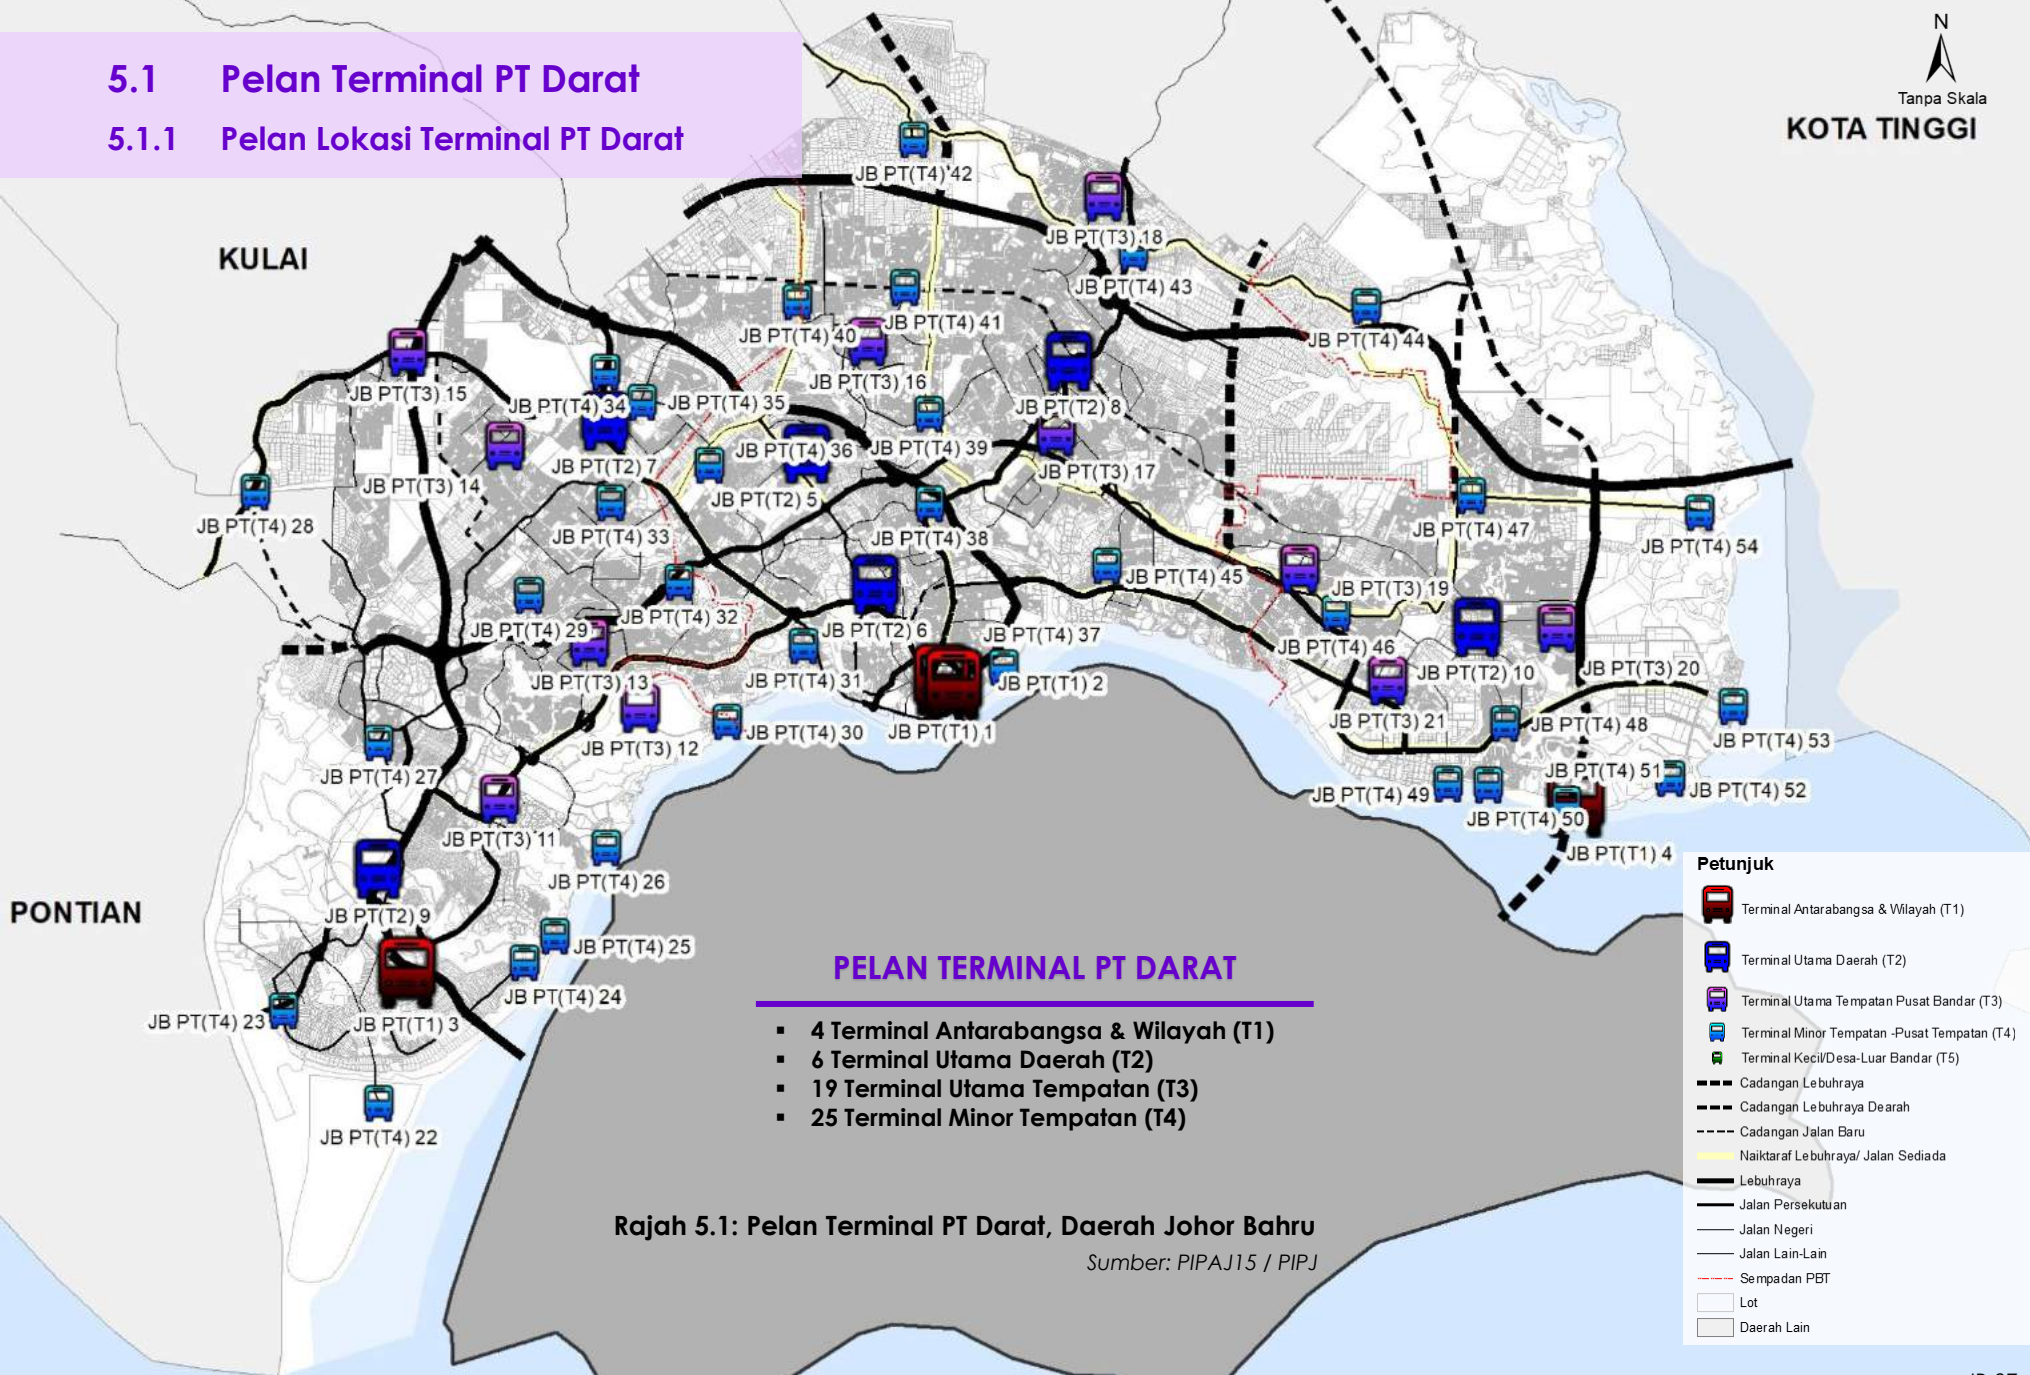 5.1 Pelan Terminal PT Darat
5.1.1 Pelan Lokasi Terminal PT Darat
N
Tanpa Skala
KOTA TINGGI
KULAI
PONTIAN
JB PT(T4) 42
JB PT(T3) 18
JB PT(T4) 43
JB PT(T4) 40
JB PT(T4) 41
JB PT(T4) 44
JB PT(T3) 16
JB PT(T3) 15
JB PT(T4) 34
JB PT(T4) 35
JB PT(T2) 8
JB PT(T4) 36
JB PT(T4) 39
JB PT(T2) 7
JB PT(T3) 17
JB PT(T3) 14
JB PT(T2) 5
JB PT(T4) 28
JB PT(T4) 33
JB PT(T4) 38
JB PT(T4) 47
JB PT(T4) 54
JB PT(T4) 45
JB PT(T3) 19
JB PT(T4) 32
JB PT(T4) 29
JB PT(T2) 6
JB PT(T4) 37
JB PT(T4) 46
JB PT(T2) 10
JB PT(T3) 20
JB PT(T3) 13
JB PT(T4) 31
JB PT(T1) 2
JB PT(T3) 21
JB PT(T4) 48
JB PT(T3) 12
JB PT(T4) 30
JB PT(T1) 1
JB PT(T4) 53
JB PT(T4) 27
JB PT(T4) 51
JB PT(T4) 49
JB PT(T4) 52
JB PT(T4) 50
JB PT(T3) 11
JB PT(T1) 4
JB PT(T4) 26
JB PT(T2) 9
JB PT(T4) 25
JB PT(T4) 24
JB PT(T4) 23
JB PT(T1) 3
JB PT(T4) 22
PELAN TERMINAL PT DARAT
▪ 4 Terminal Antarabangsa & Wilayah (T1)
▪ 6 Terminal Utama Daerah (T2)
▪ 19 Terminal Utama Tempatan (T3)
▪ 25 Terminal Minor Tempatan (T4)
Rajah 5.1: Pelan Terminal PT Darat, Daerah Johor Bahru
Sumber: PIPAJ15 / PIPJ
Petunjuk
Terminal Antarabangsa & Wilayah (T1)
Terminal Utama Daerah (T2)
Terminal Utama Tempatan Pusat Bandar (T3)
Terminal Minor Tempatan -Pusat Tempatan (T4)
Terminal Kecil/Desa-Luar Bandar (T5)
Cadangan Lebuhraya
Cadangan Lebuhraya Dearah
Cadangan Jalan Baru
Naiktaraf Lebuhraya/ Jalan Sediada
Lebuhraya
Jalan Persekutuan
Jalan Negeri
Jalan Lain-Lain
Sempadan PBT
Lot
Daerah Lain